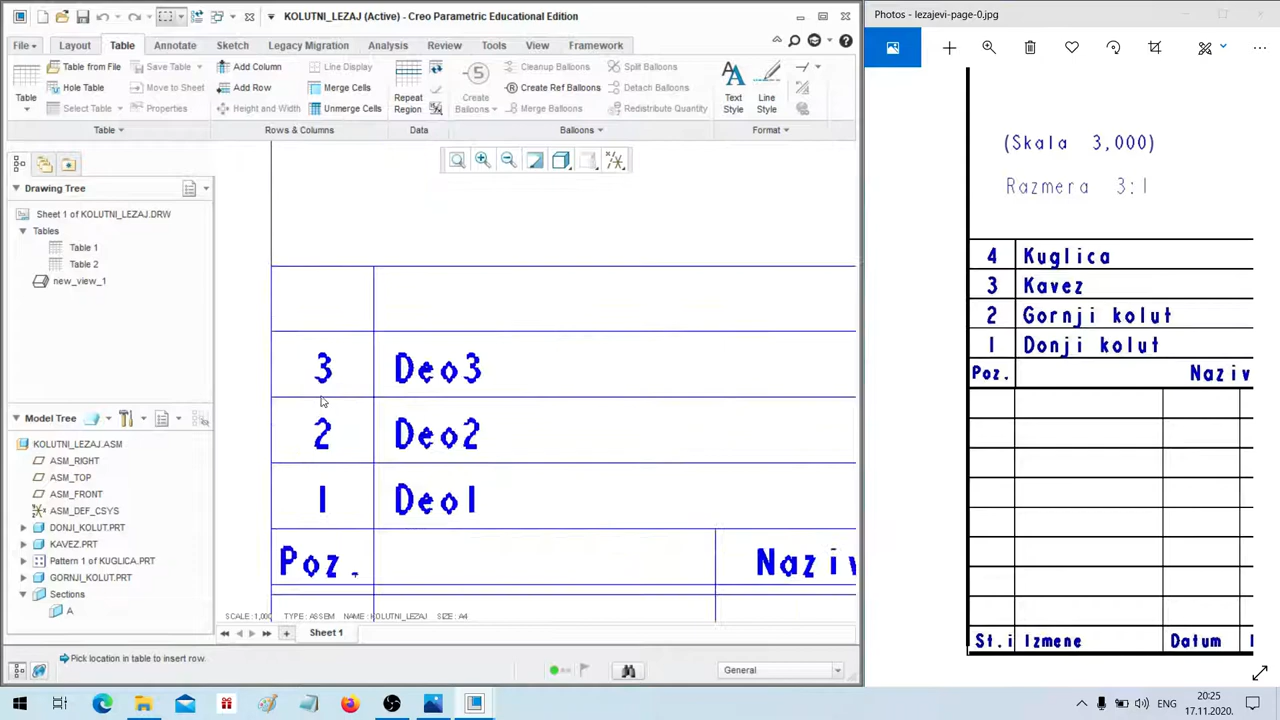 KOLUTNI_LEZAJ (Active) - Creo Parametric Educational Edition
File
Layout
Table
Annotate
Sketch
Legacy Migration
Analysis
Review
Tools
View
Framework
Table
Table from File
Hole Table
Select Table
Save Table
Move to Sheet
Properties
Table
Add Column
Add Row
Height and Width
Line Display
Merge Cells
Unmerge Cells
Rows & Columns
Repeat Region
Data
Create Balloons
Cleanup Balloons
Create Ref Balloons
Merge Balloons
Split Balloons
Detach Balloons
Redistribute Quantity
Balloons
Text Style
Line Style
Format
Drawing Tree
Sheet 1 of KOLUTNI_LEZAJ.DRW
Tables
Table 1
Table 2
new_view_1
Model Tree
KOLUTNI_LEZAJ.ASM
ASM_RIGHT
ASM_TOP
ASM_FRONT
ASM_DEF_CSYS
DONJI_KOLUT.PRT
KAVEZ.PRT
Pattern 1 of KUGLICA.PRT
GORNJI_KOLUT.PRT
Sections
A
3 Deo3
2 Deo2
1 Deo1
Poz. Naziv
SCALE : 1,000 TYPE : ASSEM NAME : KOLUTNI_LEZAJ SIZE : A4
Sheet 1
Pick location in table to insert row.
General
Photos - lezajevi-page-0.jpg
(Skala 3,000)
Razmera 3:1
4 Kuglica
3 Kavez
2 Gornji kolut
1 Donji kolut
Poz. Naziv
St.i Izmene Datum
ENG
20:25
17.11.2020.